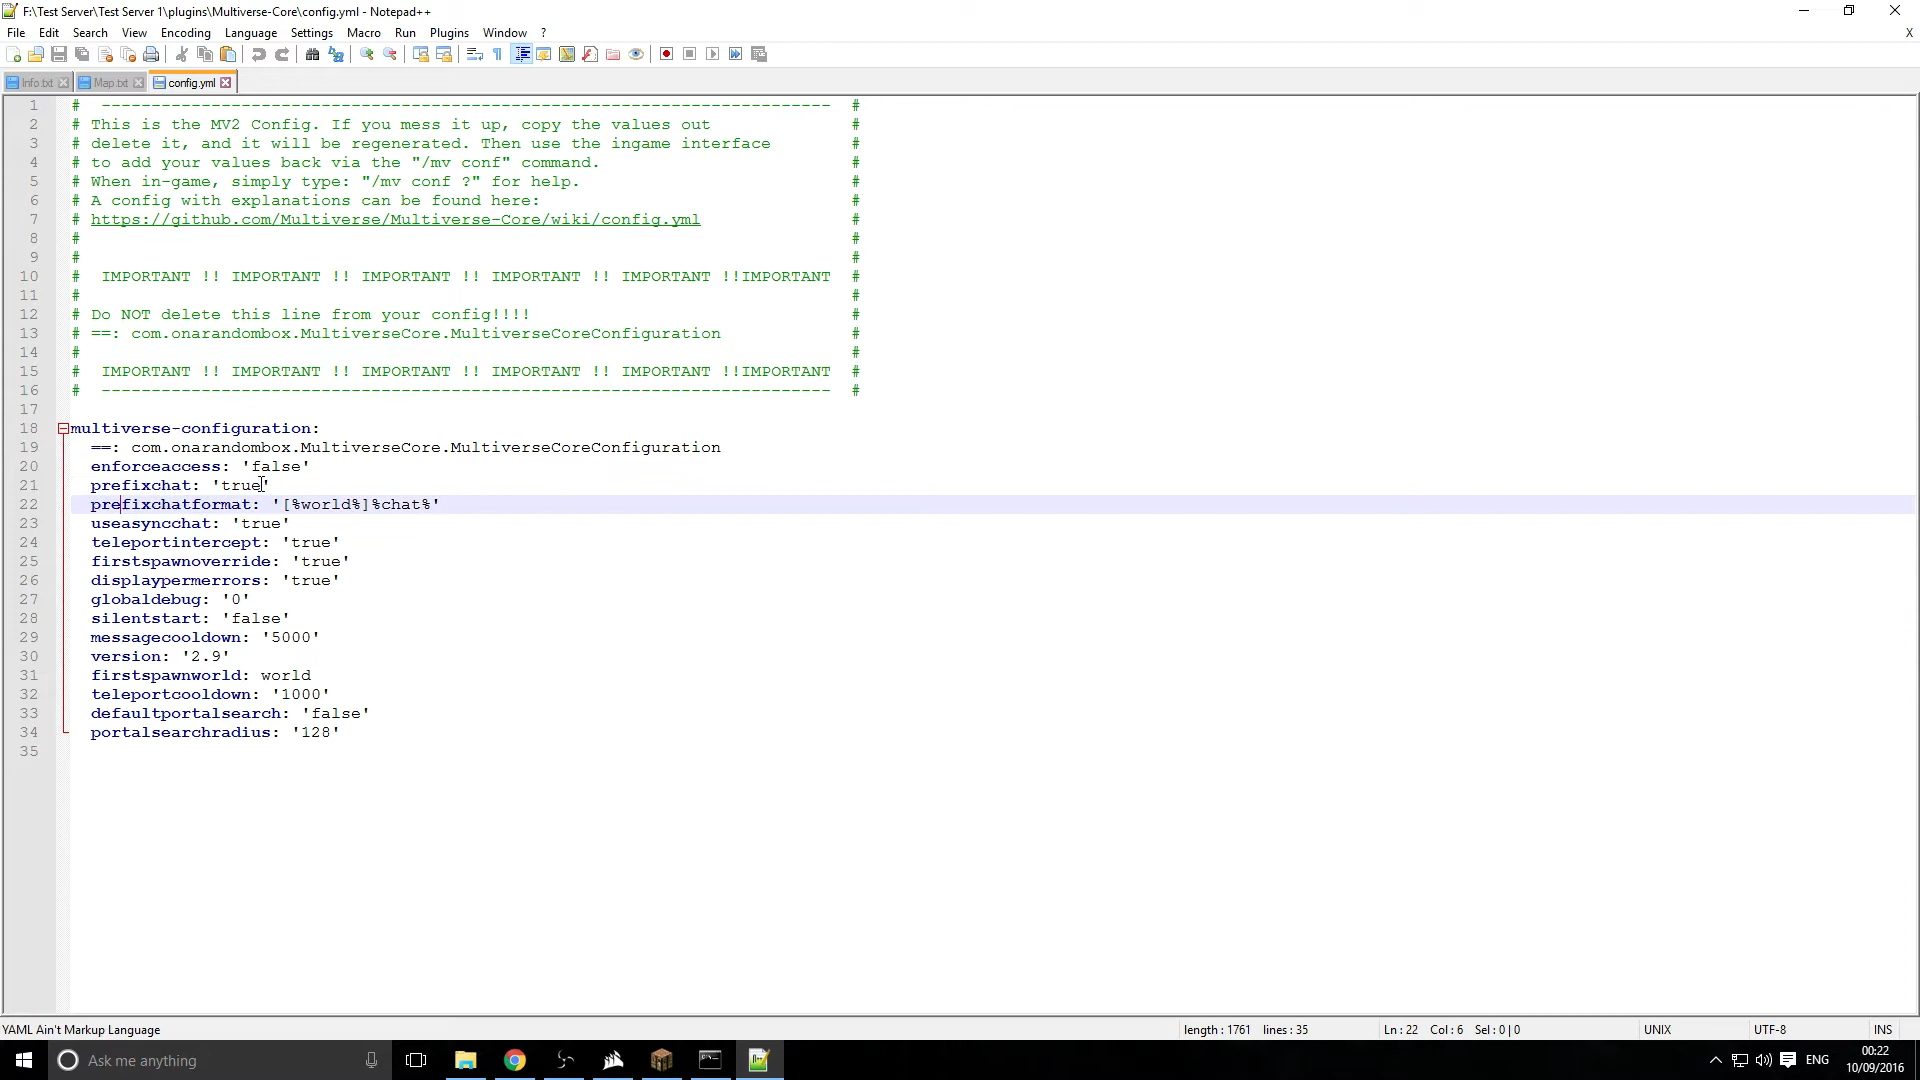 F:\Test Server\Test Server 1\plugins\Multiverse-Core\config.yml - Notepad++
File Edit Search View Encoding Language Settings Macro Run Plugins Window ? X
Info.txt Map.txt config.yml
1 # ------------------------------------------------------------------------- #
2 # This is the MV2 Config. If you mess it up, copy the values out #
3 # delete it, and it will be regenerated. Then use the ingame interface #
4 # to add your values back via the "/mv conf" command. #
5 # When in-game, simply type: "/mv conf ?" for help. #
6 # A config with explanations can be found here: #
7 # https://github.com/Multiverse/Multiverse-Core/wiki/config.yml #
8 # #
9 # #
10 # IMPORTANT !! IMPORTANT !! IMPORTANT !! IMPORTANT !! IMPORTANT !!IMPORTANT #
11 # #
12 # Do NOT delete this line from your config!!!! #
13 # ==: com.onarandombox.MultiverseCore.MultiverseCoreConfiguration #
14 # #
15 # IMPORTANT !! IMPORTANT !! IMPORTANT !! IMPORTANT !! IMPORTANT !!IMPORTANT #
16 # ------------------------------------------------------------------------- #
17
18 multiverse-configuration:
19 ==: com.onarandombox.MultiverseCore.MultiverseCoreConfiguration
20 enforceaccess: 'false'
21 prefixchat: 'true'
22 prefixchatformat: '[%world%]%chat%'
23 useasyncchat: 'true'
24 teleportintercept: 'true'
25 firstspawnoverride: 'true'
26 displaypermerrors: 'true'
27 globaldebug: '0'
28 silentstart: 'false'
29 messagecooldown: '5000'
30 version: '2.9'
31 firstspawnworld: world
32 teleportcooldown: '1000'
33 defaultportalsearch: 'false'
34 portalsearchradius: '128'
35
YAML Ain't Markup Language length : 1761 lines : 35 Ln : 22 Col : 6 Sel : 0 | 0 UNIX UTF-8 INS
Ask me anything ENG 00:22
10/09/2016